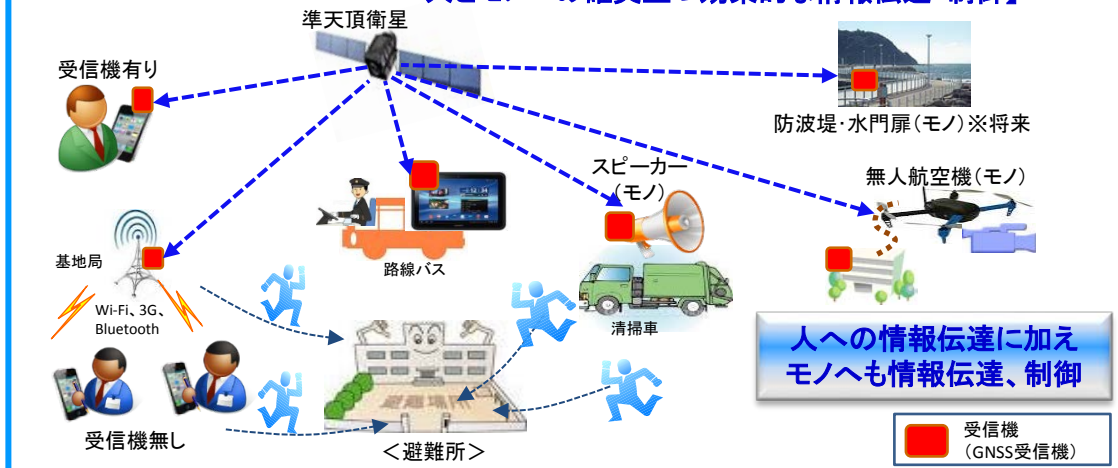 準天頂衛星
受信機有り
防波堤・水門扉(モノ)※将来
スピーカー
(モノ)
無人航空機(モノ)
基地局
路線バス
Wi-Fi、3G、
Bluetooth
清掃車
人への情報伝達に加え
モノへも情報伝達、制御
受信機無し
<避難所>
受信機
(GNSS受信機)